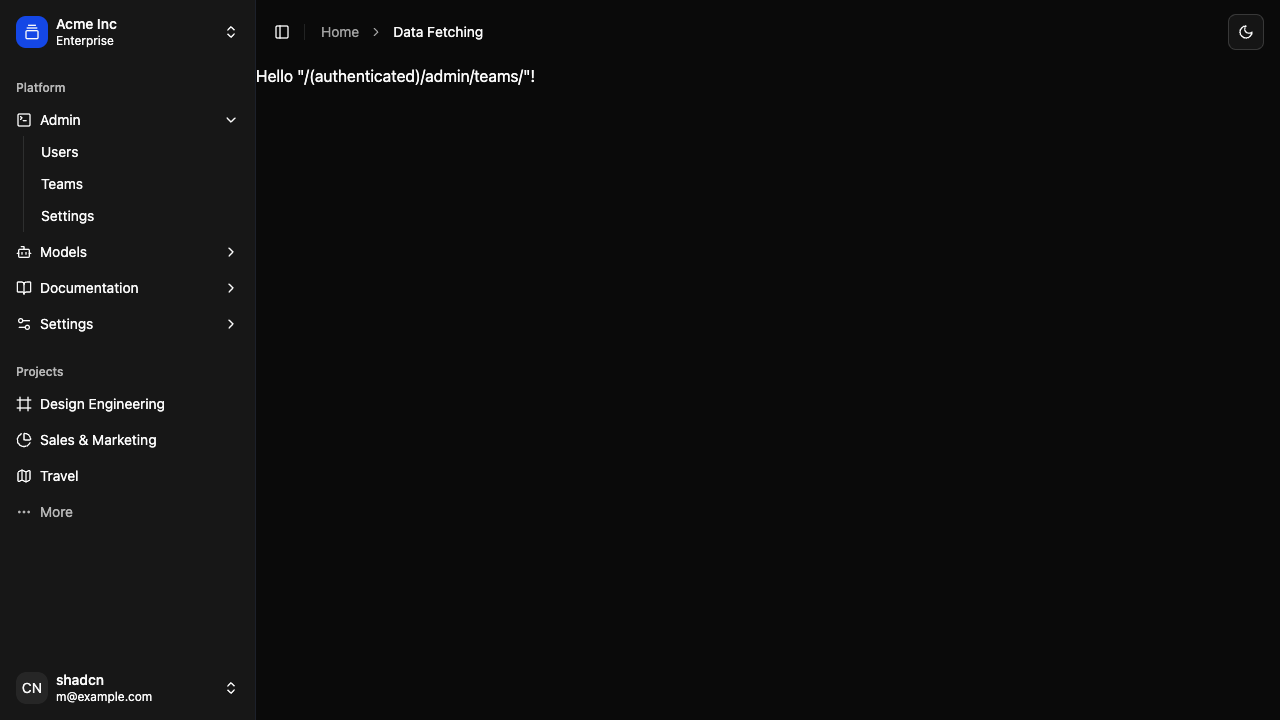 Acme Inc
Enterprise
Platform
Admin
Users
Teams
Settings
Models
Documentation
Settings
Projects
Design Engineering
Sales & Marketing
Travel
More
CN
shadcn
m@example.com
Home
Data Fetching
Hello "/(authenticated)/admin/teams/"!